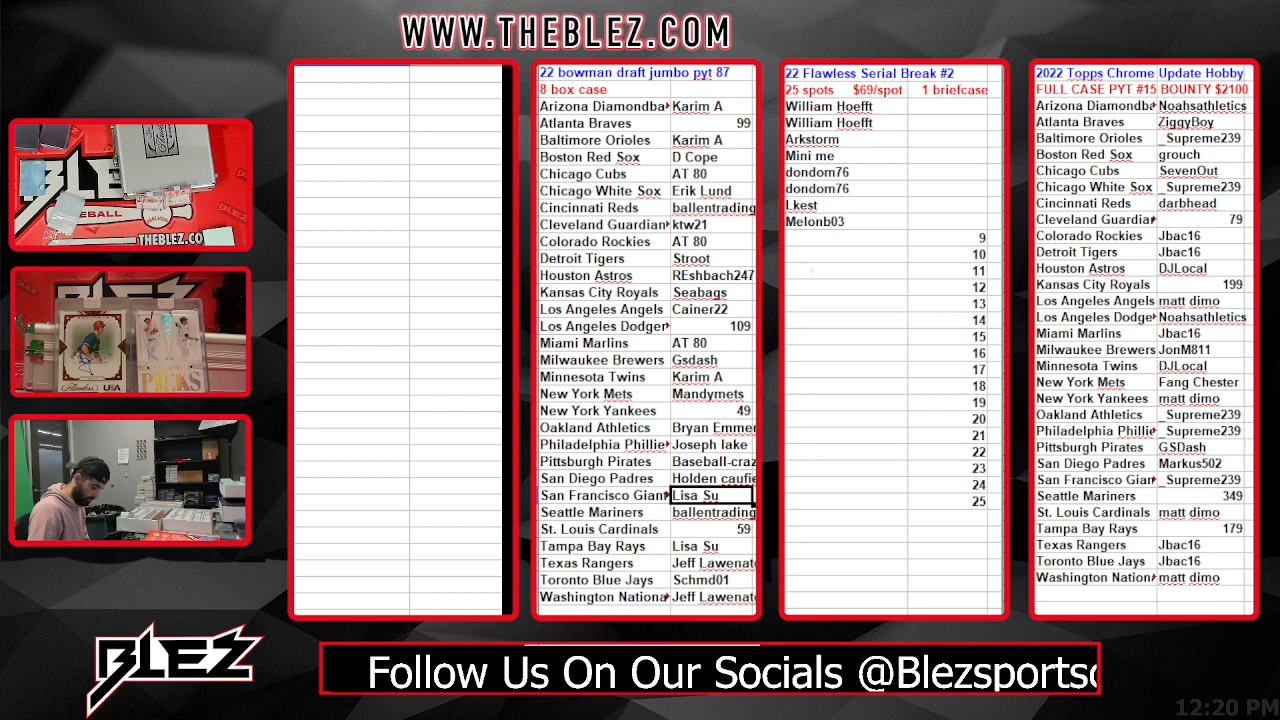 WWW.THEBLEZ.COM
BLEZ
EBALL
THEBLEZ.CO
BLEZ
USA
PICKS
22 bowman draft jumbo pyt 87
8 box case
Arizona Diamondba Karim A
Atlanta Braves 99
Baltimore Orioles Karim A
Boston Red Sox D Cope
Chicago Cubs AT 80
Chicago White Sox Erik Lund
Cincinnati Reds ballentrading
Cleveland Guardian ktw21
Colorado Rockies AT 80
Detroit Tigers Stroot
Houston Astros REshbach247
Kansas City Royals Seabags
Los Angeles Angels Cainer22
Los Angeles Dodger 109
Miami Marlins AT 80
Milwaukee Brewers Gsdash
Minnesota Twins Karim A
New York Mets Mandymets
New York Yankees 49
Oakland Athletics Bryan Emmer
Philadelphia Phillie Joseph lake
Pittsburgh Pirates Baseball-craz
San Diego Padres Holden caufie
San Francisco Giant Lisa Su
Seattle Mariners ballentrading
St. Louis Cardinals 59
Tampa Bay Rays Lisa Su
Texas Rangers Jeff Lawenat
Toronto Blue Jays Schmd01
Washington Nationa Jeff Lawenat
22 Flawless Serial Break #2
25 spots $69/spot 1 briefcase
William Hoefft
William Hoefft
Arkstorm
Mini me
dondom76
dondom76
Lkest
Melonb03
9
10
11
12
13
14
15
16
17
18
19
20
21
22
23
24
25
2022 Topps Chrome Update Hobby
FULL CASE PYT #15 BOUNTY $2100
Arizona Diamondba Noahsathletics
Atlanta Braves ZiggyBoy
Baltimore Orioles _Supreme239
Boston Red Sox grouch
Chicago Cubs SevenOut
Chicago White Sox _Supreme239
Cincinnati Reds darbhead
Cleveland Guardian 79
Colorado Rockies Jbac16
Detroit Tigers Jbac16
Houston Astros DJLocal
Kansas City Royals 199
Los Angeles Angels matt dimo
Los Angeles Dodge Noahsathletics
Miami Marlins Jbac16
Milwaukee Brewers JonM811
Minnesota Twins DJLocal
New York Mets Fang Chester
New York Yankees matt dimo
Oakland Athletics _Supreme239
Philadelphia Phillie _Supreme239
Pittsburgh Pirates GSDash
San Diego Padres Markus502
San Francisco Gian _Supreme239
Seattle Mariners 349
St. Louis Cardinals matt dimo
Tampa Bay Rays 179
Texas Rangers Jbac16
Toronto Blue Jays Jbac16
Washington Nation matt dimo
BLEZ
Follow Us On Our Socials @Blezsportsc
12:20 PM